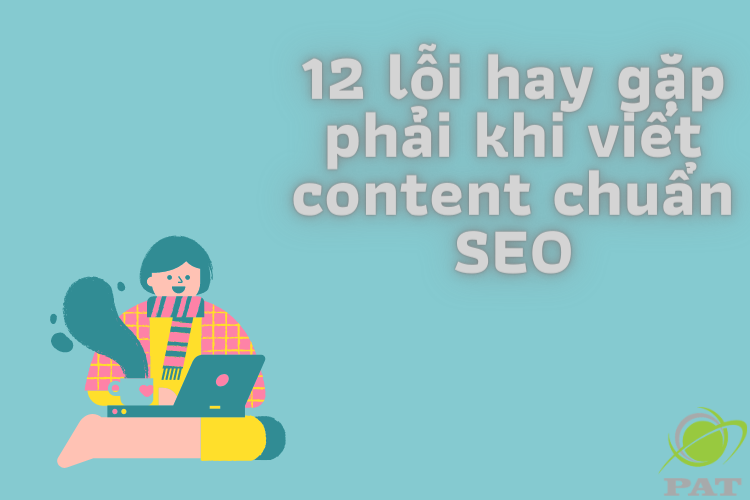 12 lỗi hay gặp
phải khi viết
content chuẩn
SEO
PAT